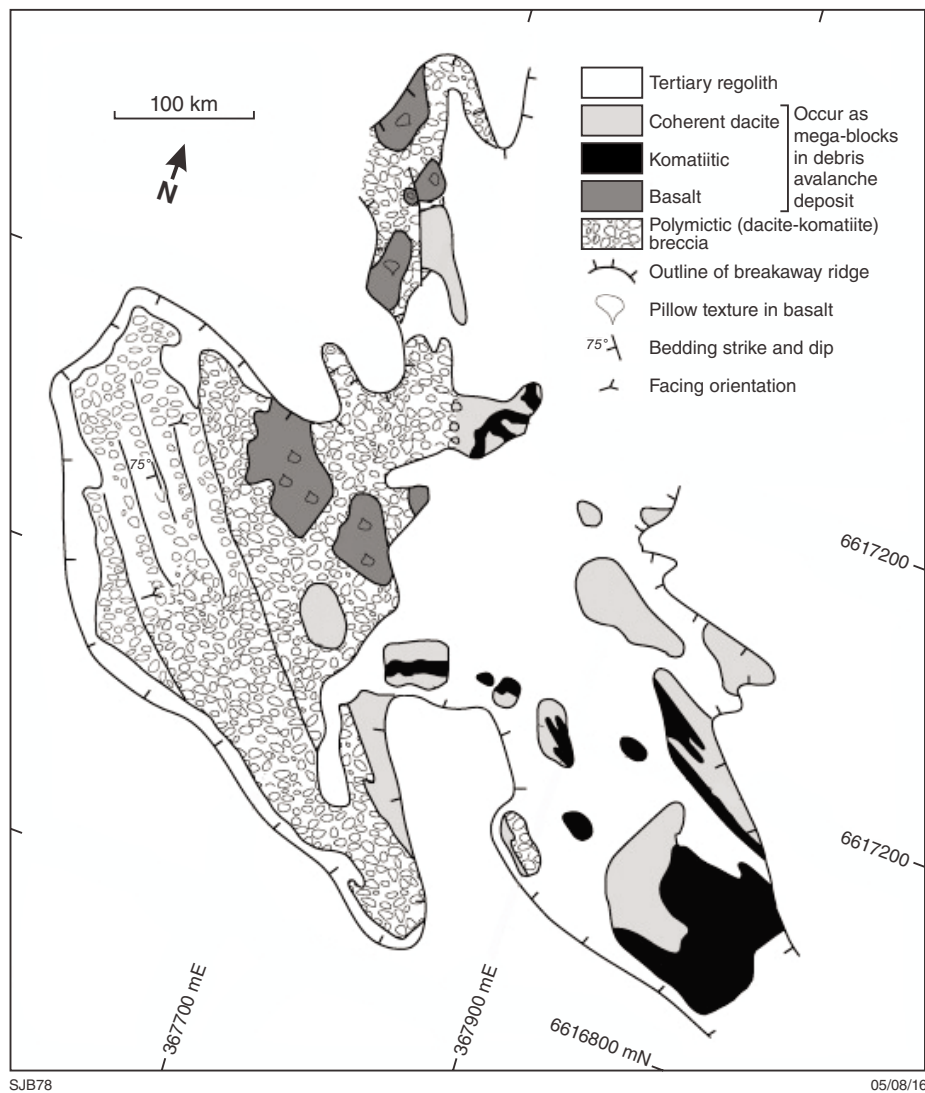 100 km
N
Tertiary regolith
Coherent dacite
Komatiitic
Basalt
Occur as
mega-blocks
in debris
avalanche
deposit
Polymictic (dacite-komatiite)
breccia
Outline of breakaway ridge
Pillow texture in basalt
75°
Bedding strike and dip
Facing orientation
75°
6617200
6617200
367700 mE
367900 mE
6616800 mN
SJB78
05/08/16